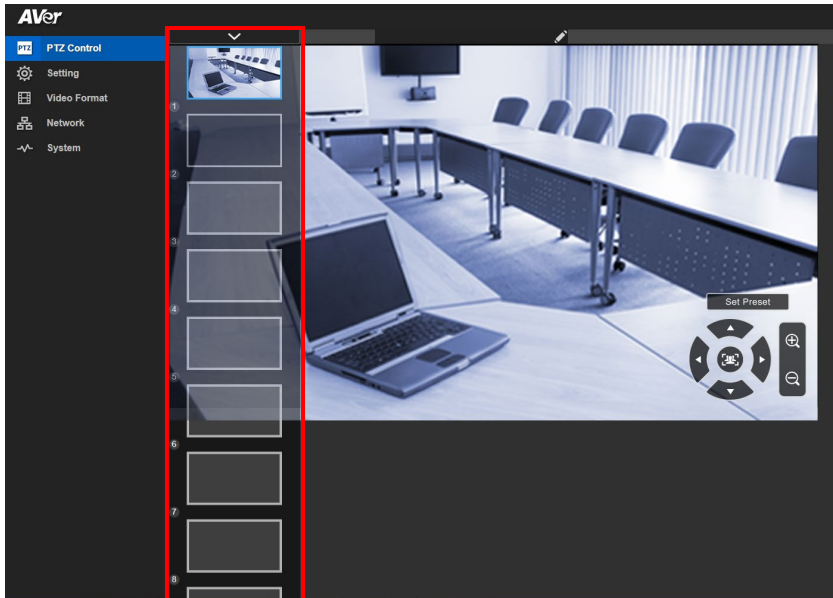 AVer
PTZ PTZ Control
Setting
Video Format
Network
System
1
2
3
4
5
6
7
8
Set Preset